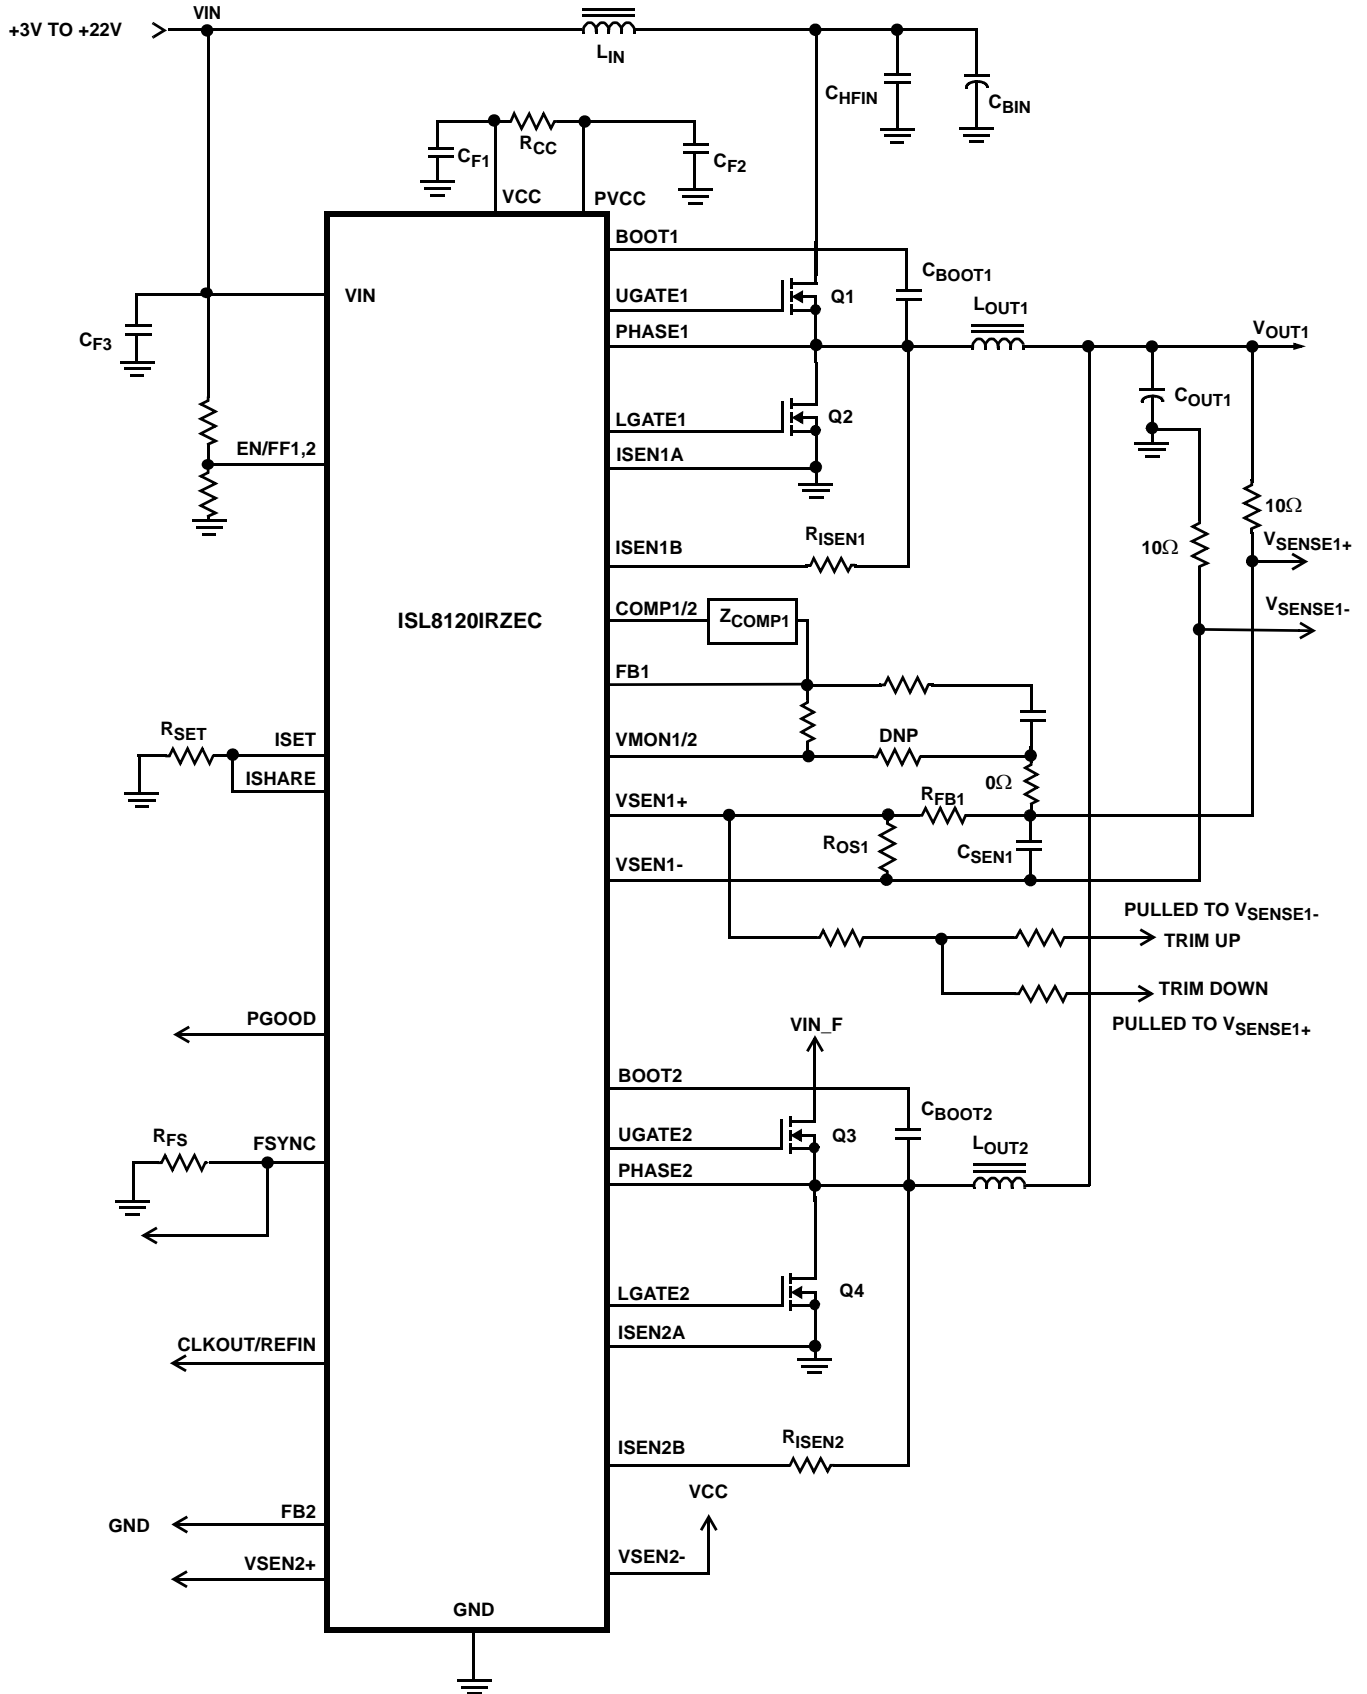 VIN
+3V TO +22V
LIN
CHFIN
CBIN
CF1
RCC
CF2
VCC
PVCC
BOOT1
CBOOT1
VIN
UGATE1
Q1
LOUT1
CF3
PHASE1
VOUT1
COUT1
LGATE1
Q2
EN/FF1,2
ISEN1A
10Ω
RISEN1
ISEN1B
10Ω
VSENSE1+
COMP1/2
ZCOMP1
VSENSE1-
ISL8120IRZEC
FB1
RSET
ISET
VMON1/2
DNP
ISHARE
0Ω
VSEN1+
RFB1
ROS1
CSEN1
VSEN1-
PULLED TO VSENSE1-
TRIM UP
TRIM DOWN
PGOOD
VIN_F
PULLED TO VSENSE1+
BOOT2
CBOOT2
RFS
FSYNC
UGATE2
Q3
LOUT2
PHASE2
LGATE2
Q4
CLKOUT/REFIN
ISEN2A
ISEN2B
RISEN2
VCC
GND
FB2
VSEN2+
VSEN2-
GND